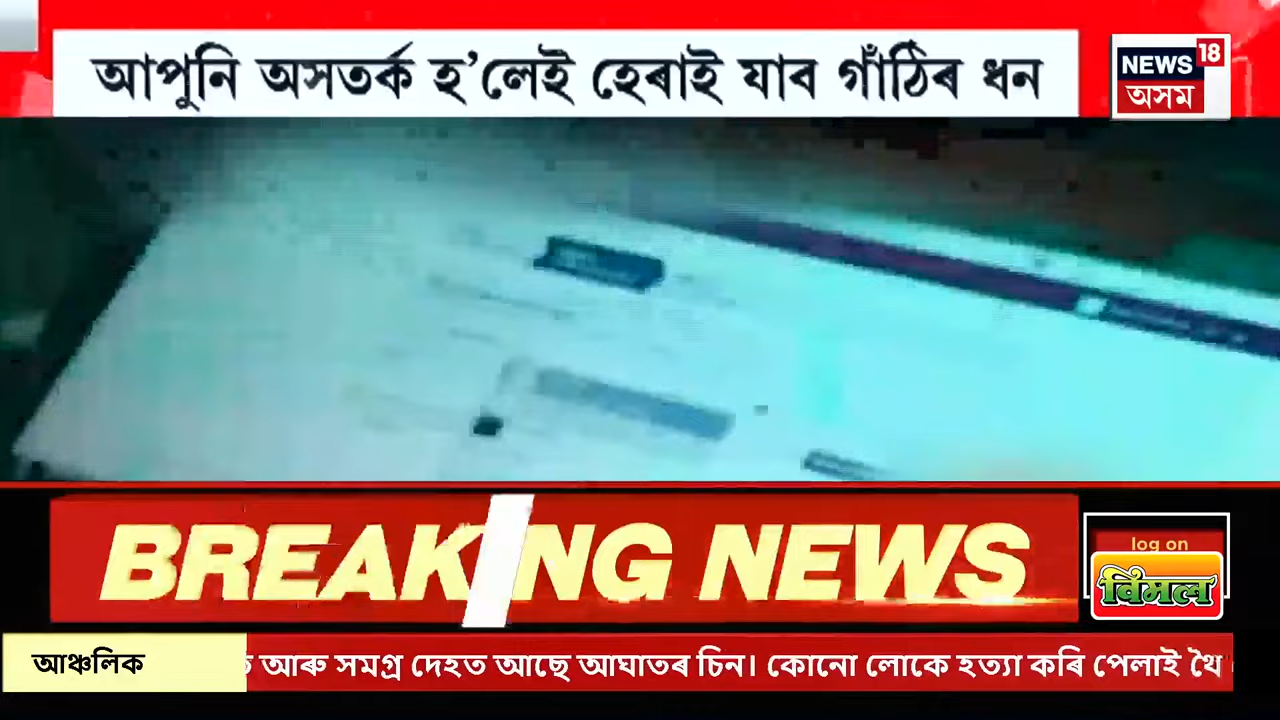 আপুনি অসতৰ্ক হ'লেই হেৰাই যাব গাঁঠিৰ ধন
NEWS 18
অসম
BREAKING NEWS
log on
विमल
আঞ্চলিক
আৰু সমগ্ৰ দেহত আছে আঘাতৰ চিন। কোনো লোকে হত্যা কৰি পেলাই থৈ